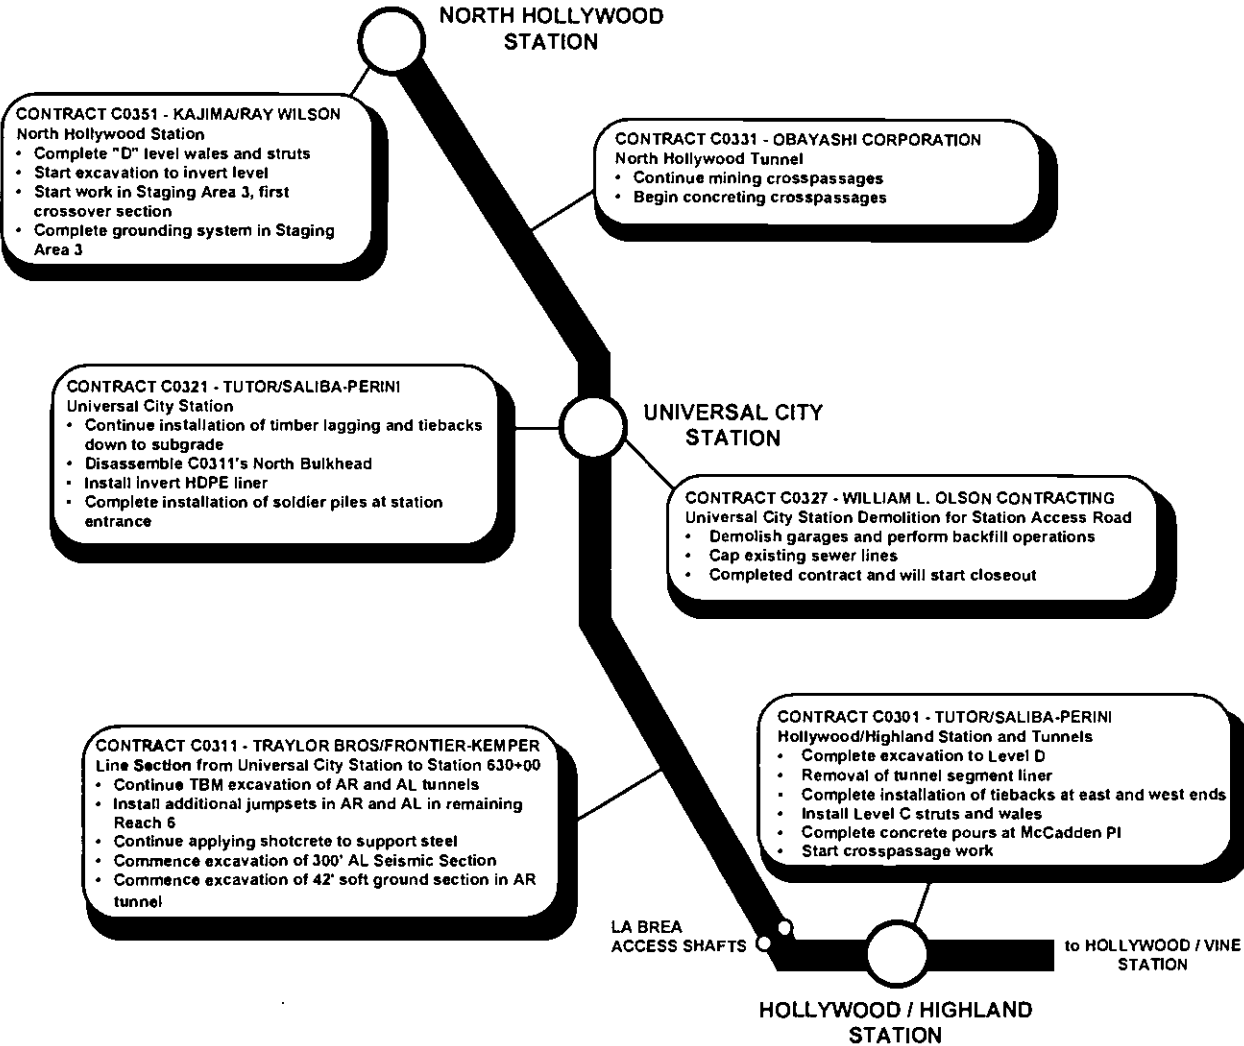 NORTH HOLLYWOOD
STATION
CONTRACT C0351 - KAJIMA/RAY WILSON
North Hollywood Station
• Complete "D" level wales and struts
• Start excavation to invert level
• Start work in Staging Area 3, first
crossover section
• Complete grounding system in Staging
Area 3
CONTRACT C0331 - OBAYASHI CORPORATION
North Hollywood Tunnel
• Continue mining crosspassages
• Begin concreting crosspassages
CONTRACT C0321 - TUTOR/SALIBA-PERINI
Universal City Station
• Continue installation of timber lagging and tiebacks
down to subgrade
• Disassemble C0311's North Bulkhead
• Install invert HDPE liner
• Complete installation of soldier piles at station
entrance
UNIVERSAL CITY
STATION
CONTRACT C0327 - WILLIAM L. OLSON CONTRACTING
Universal City Station Demolition for Station Access Road
• Demolish garages and perform backfill operations
• Cap existing sewer lines
• Completed contract and will start closeout
CONTRACT C0311 - TRAYLOR BROS/FRONTIER-KEMPER
Line Section from Universal City Station to Station 630+00
• Continue TBM excavation of AR and AL tunnels
• Install additional jumpsets in AR and AL in remaining
Reach 6
• Continue applying shotcrete to support steel
• Commence excavation of 300' AL Seismic Section
• Commence excavation of 42' soft ground section in AR
tunnel
CONTRACT C0301 - TUTOR/SALIBA-PERINI
Hollywood/Highland Station and Tunnels
• Complete excavation to Level D
• Removal of tunnel segment liner
• Complete installation of tiebacks at east and west ends
• Install Level C struts and wales
• Complete concrete pours at McCadden Pl
• Start crosspassage work
LA BREA
ACCESS SHAFTS
to HOLLYWOOD / VINE
STATION
HOLLYWOOD / HIGHLAND
STATION